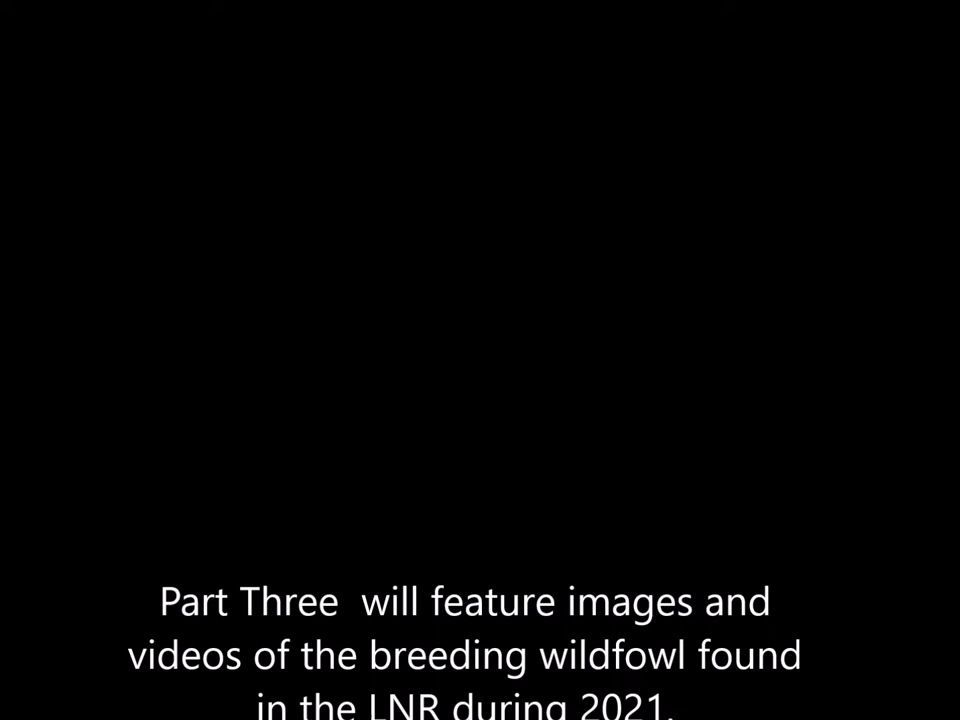 Part Three  will feature images and
videos of the breeding wildfowl found
in the LNR during 2021.